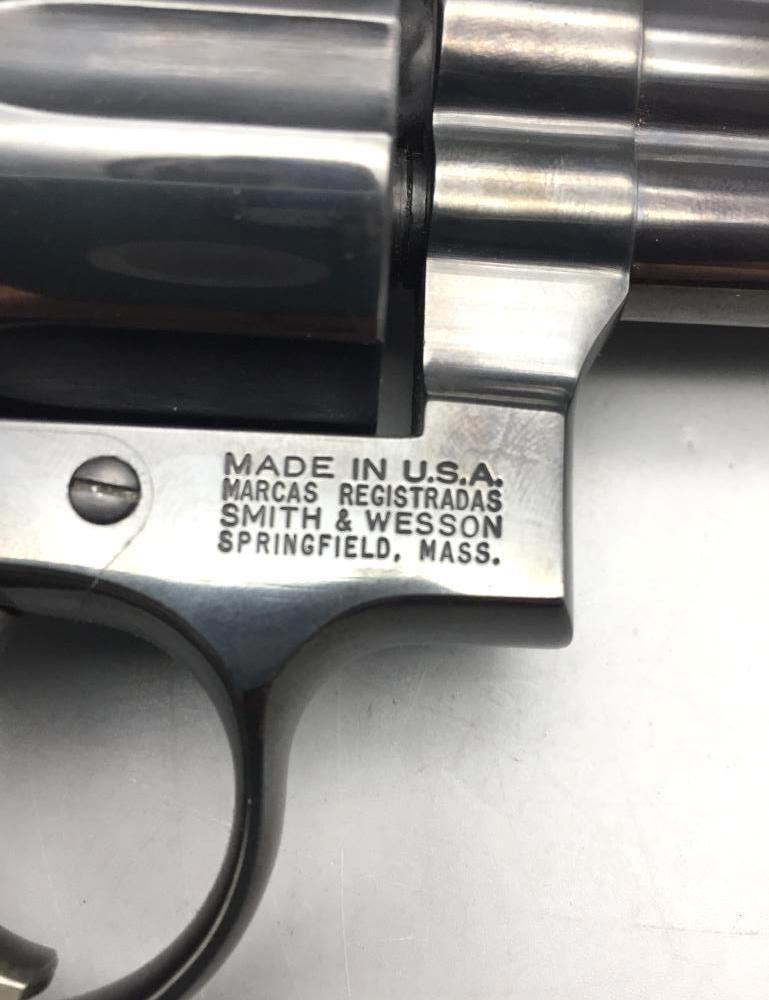 MADE IN U.S.A.
MARCAS REGISTRADAS
SMITH & WESSON
SPRINGFIELD, MASS.